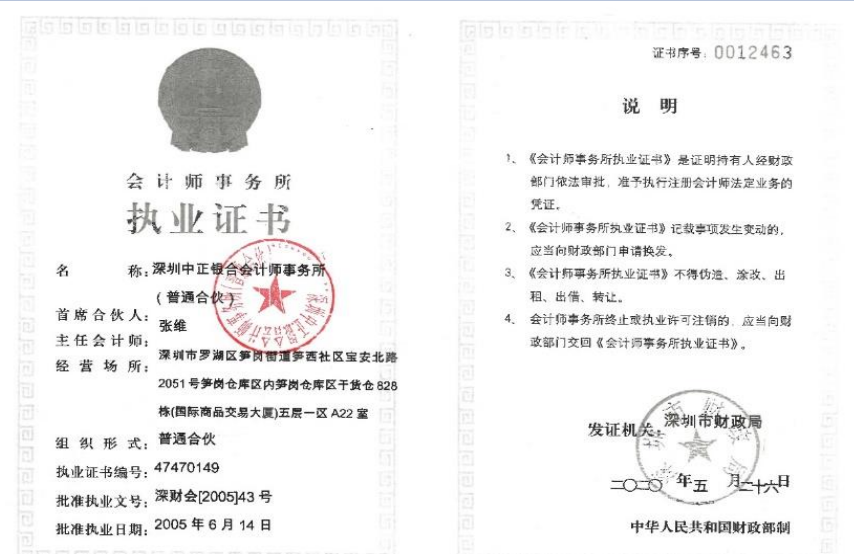 会计师事务所
执业证书
名 称：深圳中正银合会计师事务所
（普通合伙）
首席合伙人：张维
主任会计师：
经营场所：深圳市罗湖区笋岗街道笋西社区宝安北路
2051号笋岗仓库区内笋岗仓库区干货仓828
栋(国际商品交易大厦)五层一区A22室
组织形式：普通合伙
执业证书编号：47470149
批准执业文号：深财会[2005]43号
批准执业日期：2005年6月14日
证书序号：0012463
说 明
1、《会计师事务所执业证书》是证明持有人经财政
部门依法审批，准予执行注册会计师法定业务的
凭证。
2、《会计师事务所执业证书》记载事项发生变动的，
应当向财政部门申请换发。
3、《会计师事务所执业证书》不得伪造、涂改、出
租、出借、转让。
4、会计师事务所终止或执业许可注销的，应当向财
政部门交回《会计师事务所执业证书》。
发证机关：深圳市财政局
深圳市财政局
二〇二〇年五月二十六日
中华人民共和国财政部制